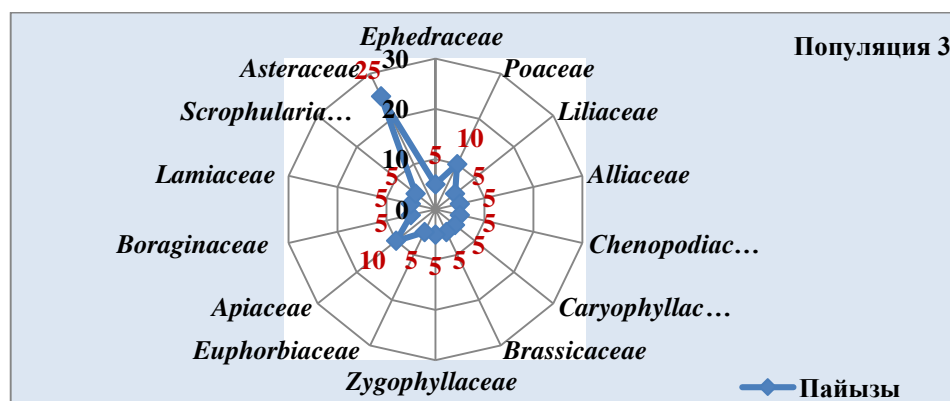 Ephedraceae
Популяция 3
30
Asteraceae
25
Poaceae
Scrophularia…
20
Liliaceae
10
5
10
5
5
Lamiaceae
5
5
Alliaceae
0
5
5
Boraginaceae
5
Chenopodiac…
10
5
5
5
5
Apiaceae
Caryophyllac…
Euphorbiaceae
Brassicaceae
Zygophyllaceae
Пайызы